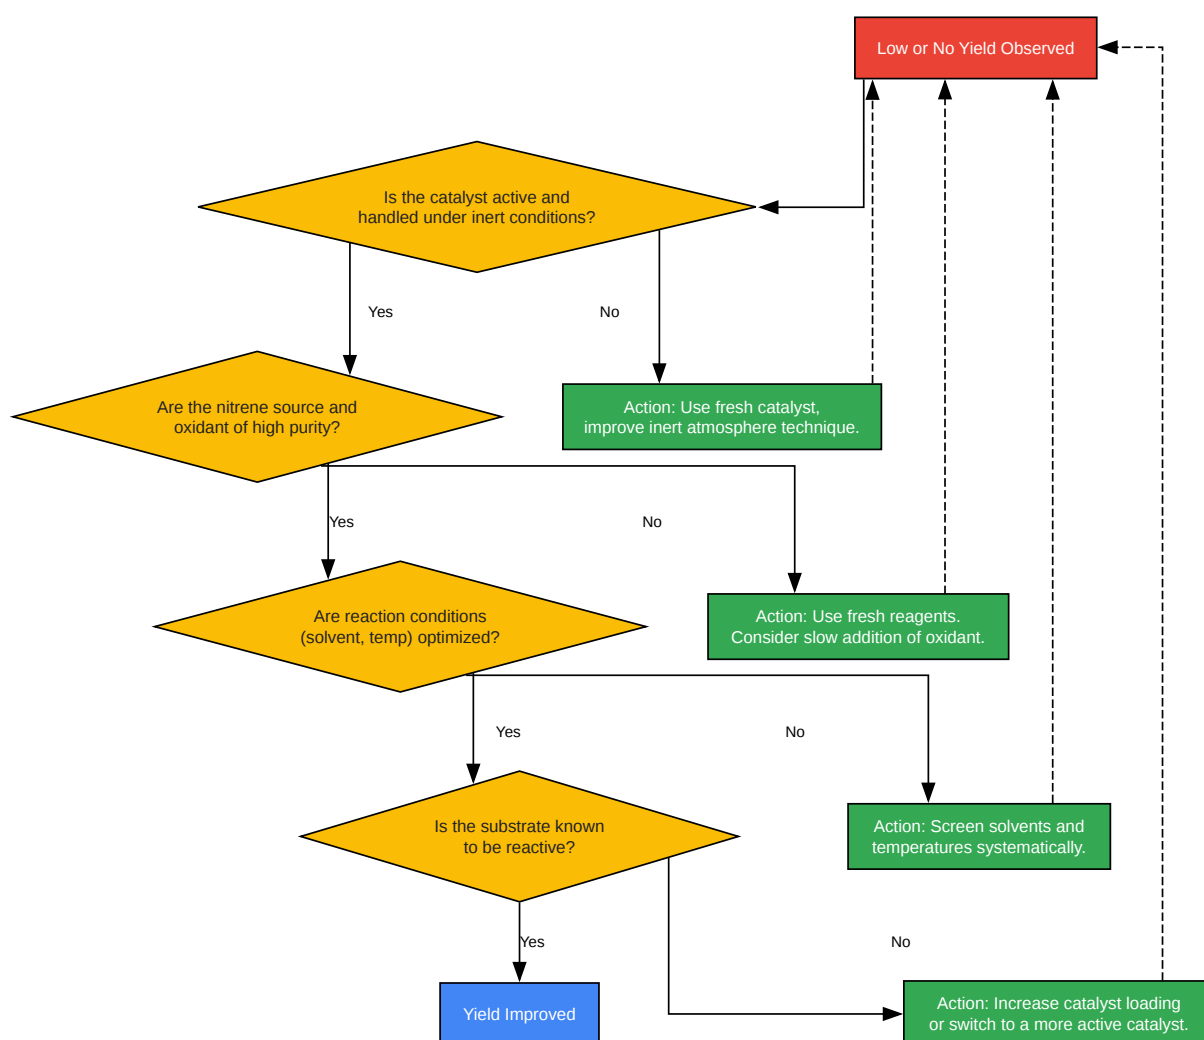 Low or No Yield Observed
Is the catalyst active and
handled under inert conditions?
Yes
No
Are the nitrene source and
oxidant of high purity?
Action: Use fresh catalyst,
improve inert atmosphere technique.
Yes
No
Are reaction conditions
(solvent, temp) optimized?
Action: Use fresh reagents.
Consider slow addition of oxidant.
Yes
No
Is the substrate known
to be reactive?
Action: Screen solvents and
temperatures systematically.
Yes
No
Yield Improved
Action: Increase catalyst loading
or switch to a more active catalyst.